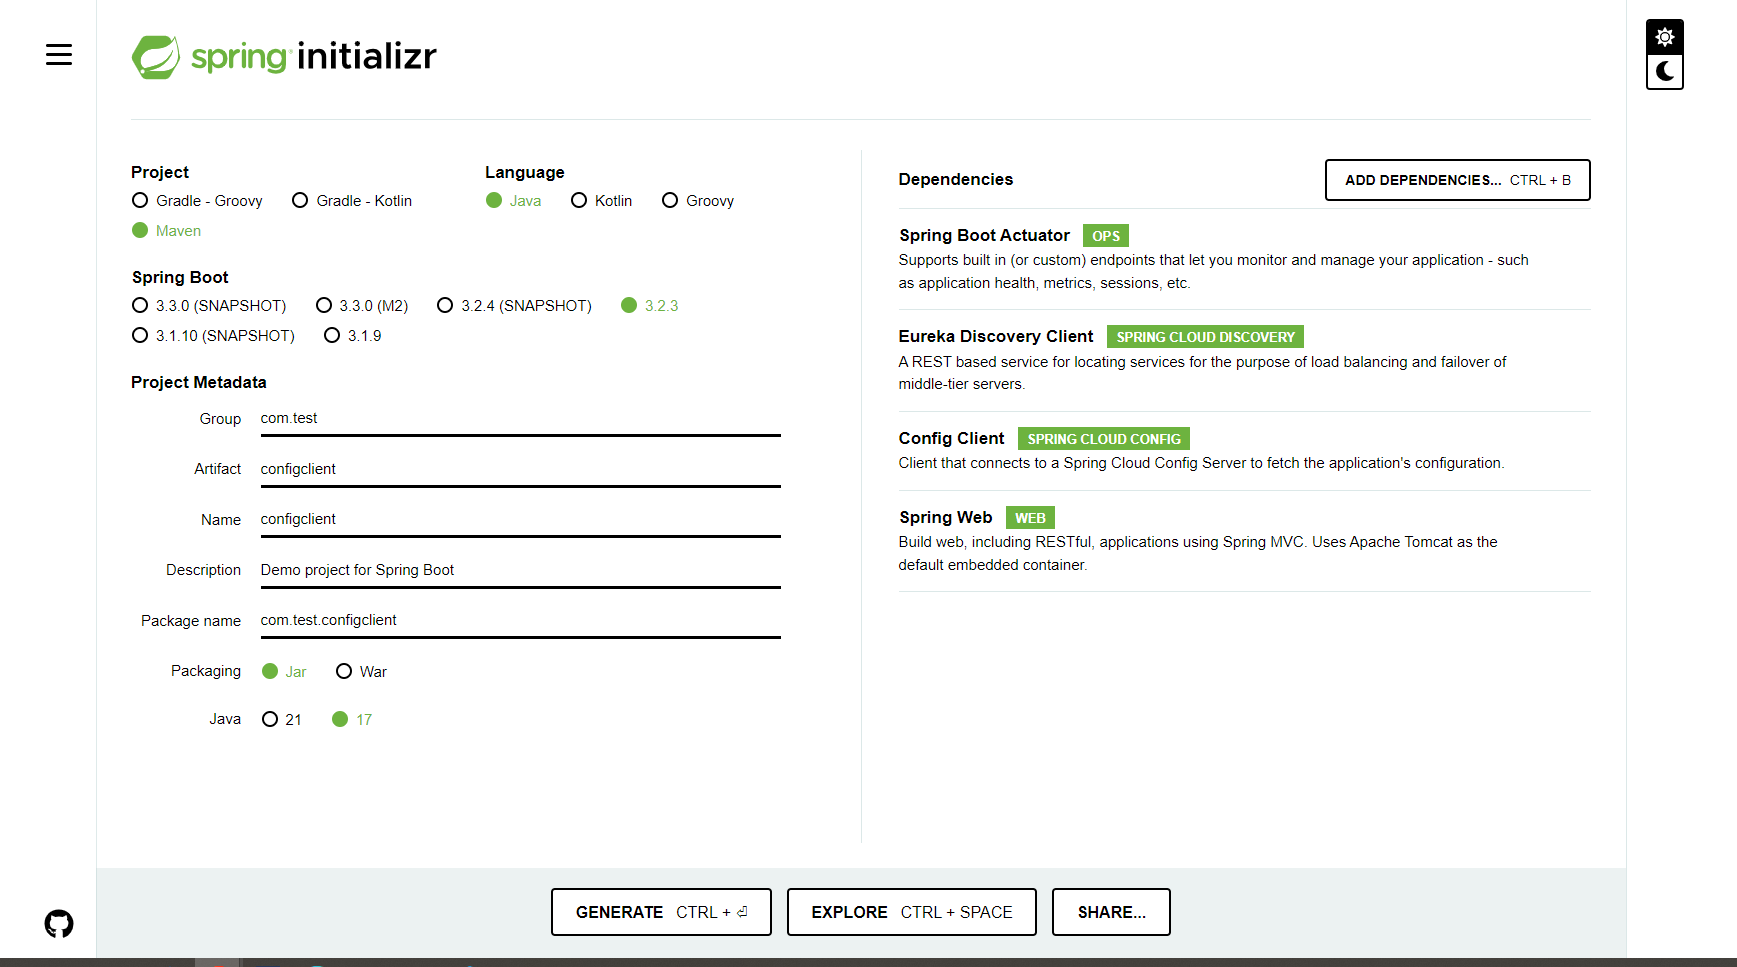 spring initializr
Project
Gradle - Groovy Gradle - Kotlin
Maven
Language
Java Kotlin Groovy
Spring Boot
3.3.0 (SNAPSHOT) 3.3.0 (M2) 3.2.4 (SNAPSHOT) 3.2.3
3.1.10 (SNAPSHOT) 3.1.9
Project Metadata
Group com.test
Artifact configclient
Name configclient
Description Demo project for Spring Boot
Package name com.test.configclient
Packaging Jar War
Java 21 17
Dependencies ADD DEPENDENCIES... CTRL + B
Spring Boot Actuator OPS
Supports built in (or custom) endpoints that let you monitor and manage your application - such
as application health, metrics, sessions, etc.
Eureka Discovery Client SPRING CLOUD DISCOVERY
A REST based service for locating services for the purpose of load balancing and failover of
middle-tier servers.
Config Client SPRING CLOUD CONFIG
Client that connects to a Spring Cloud Config Server to fetch the application's configuration.
Spring Web WEB
Build web, including RESTful, applications using Spring MVC. Uses Apache Tomcat as the
default embedded container.
GENERATE CTRL + ⏎ EXPLORE CTRL + SPACE SHARE...